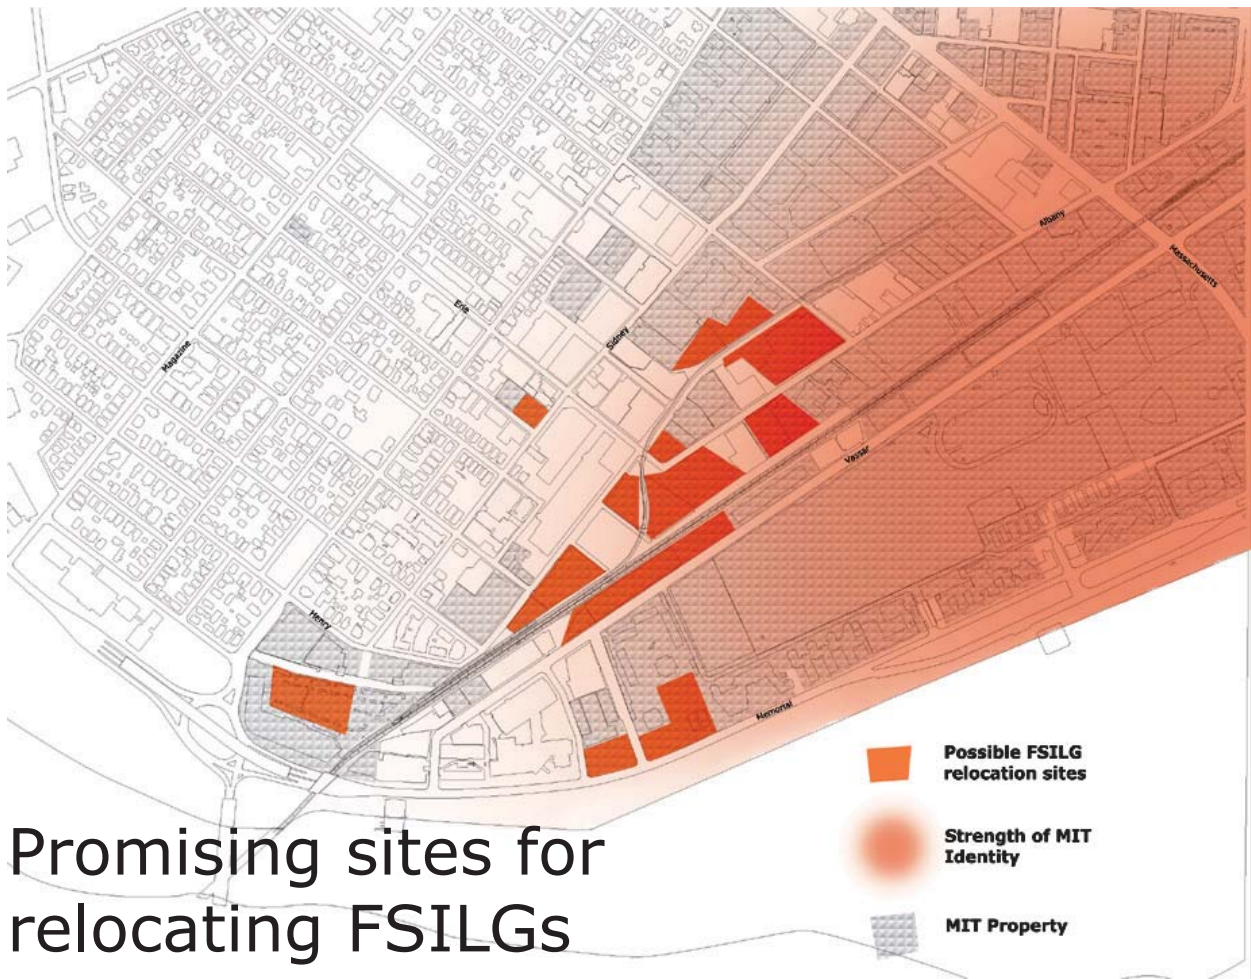 Albany
Massachusetts
Erie
Sidney
Magazine
Vassar
Henry
Memorial
Possible FSILG
relocation sites
Strength of MIT
Identity
MIT Property
Promising sites for
relocating FSILGs